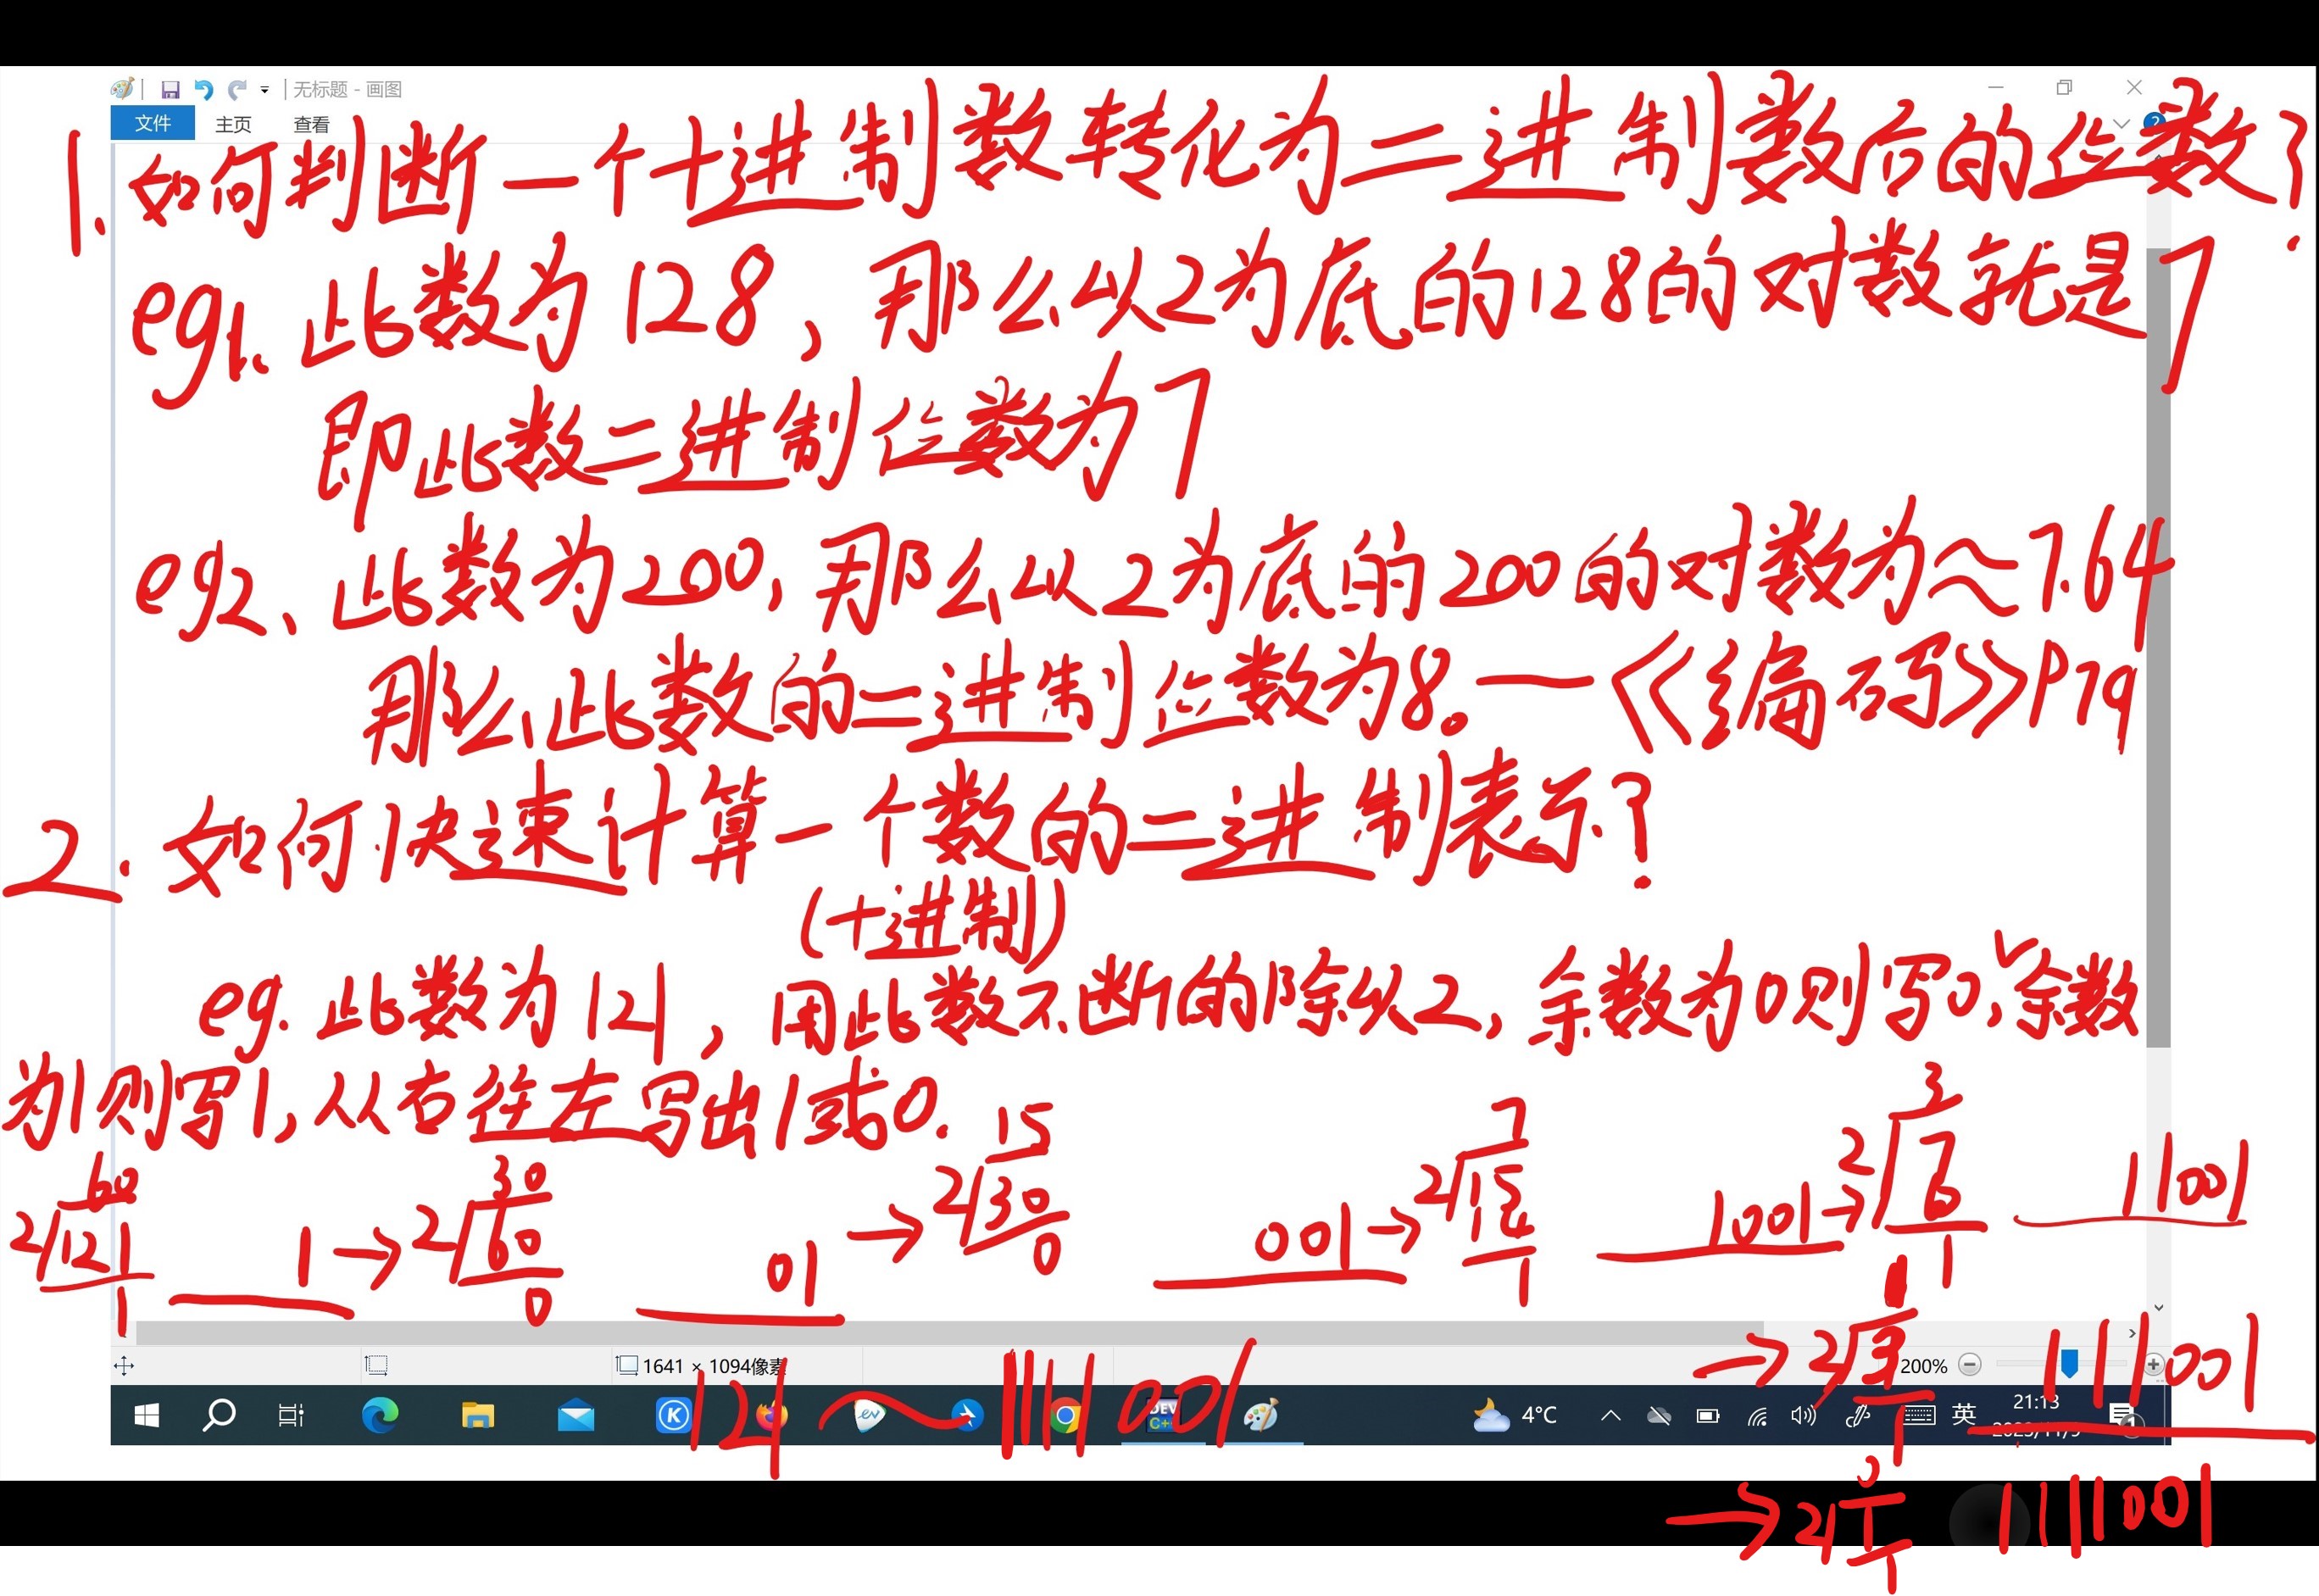 无标题 - 画图
文件 主页 查看
1.如何判断一个十进制数转化为二进制数后的位数?
eg1.此数为128,那么以2为底的128的对数就是7
即此数二进制位数为7
eg2、此数为200,那么以2为底的200的对数为≈7.64
那么此数的二进制位数为8。—《编码》P79
2.如何快速计算一个数的二进制表示?
(十进制)
eg.此数为121,用此数不断的除以2,余数为0则写0,余数
为1则写1,从右往左写出1或0.
60
2/121
1
1
→ 2/60
30
0
01
→ 2/30
15
0
001
→ 2/15
7
14
1
1001
→ 2/7
3
6
1
11001
→ 2/3
1
1
111001
→ 2/1
0
1
1111001
121 ~ 1111001
1641 × 1094像素
200%
4°C
英
21:13